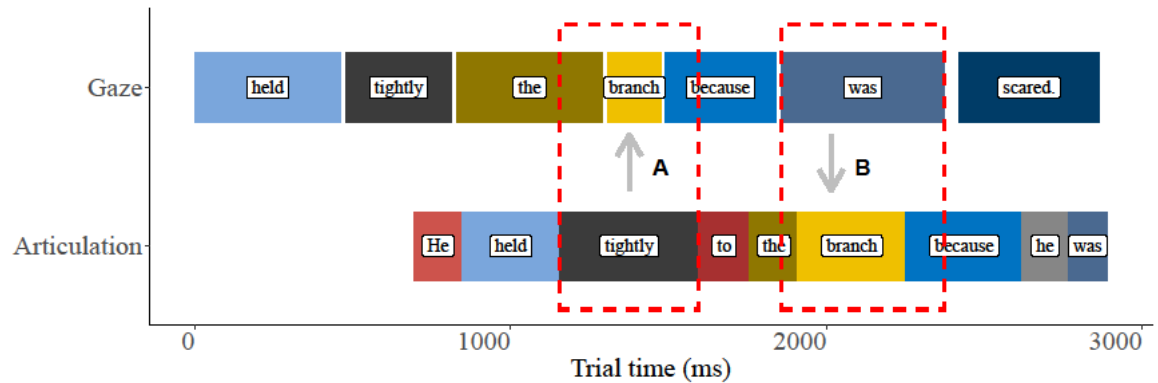 Gaze held tightly the branch because was scared.
A B
Articulation He held tightly to the branch because he was
0 1000 2000 3000
Trial time (ms)